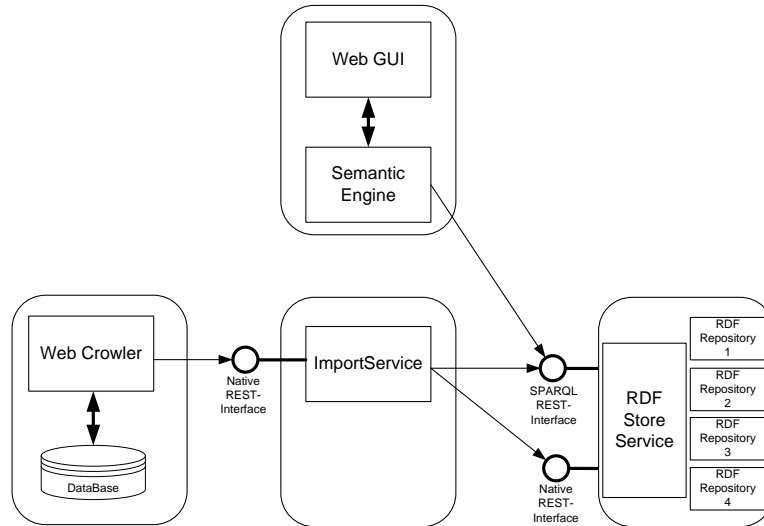 Web GUI
Semantic
Engine
Web Crowler
DataBase
Native
REST-
Interface
ImportService
SPARQL
REST-
Interface
Native
REST-
Interface
RDF
Store
Service
RDF
Repository
1
RDF
Repository
2
RDF
Repository
3
RDF
Repository
4